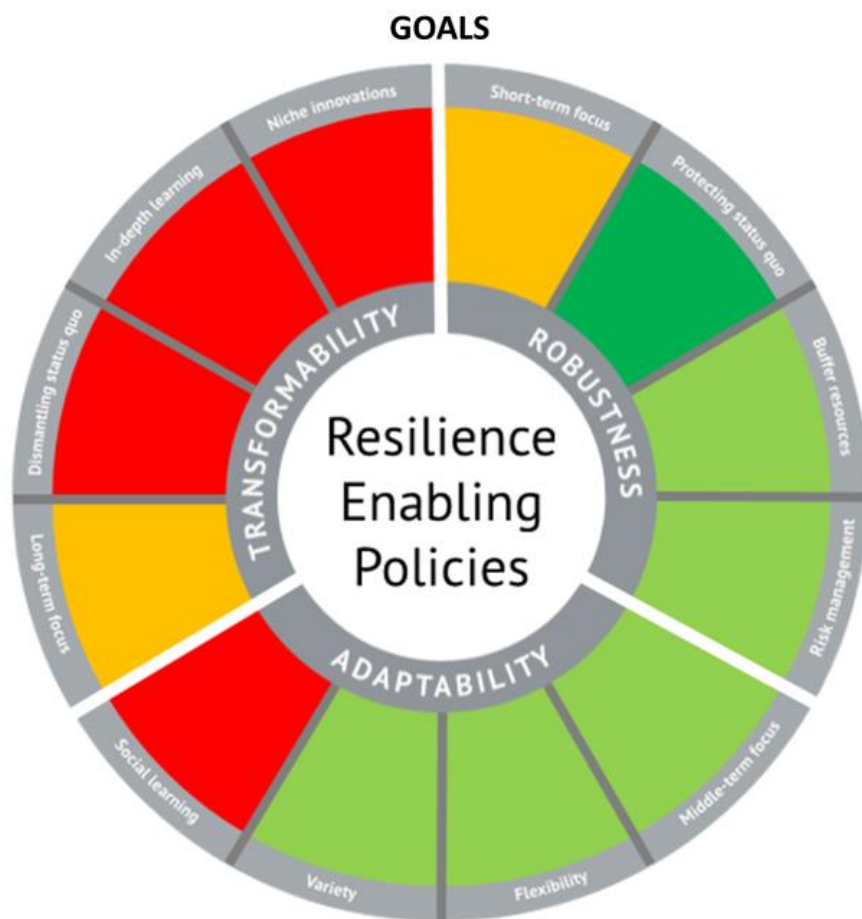 GOALS
Niche innovations
Short-term focus
In-depth learning
Protecting status quo
Dismantling status quo
Buffer resources
Long-term focus
Risk management
Social learning
Middle-term focus
Variety
Flexibility
TRANSFORMABILITY
ROBUSTNESS
ADAPTABILITY
Resilience
Enabling
Policies